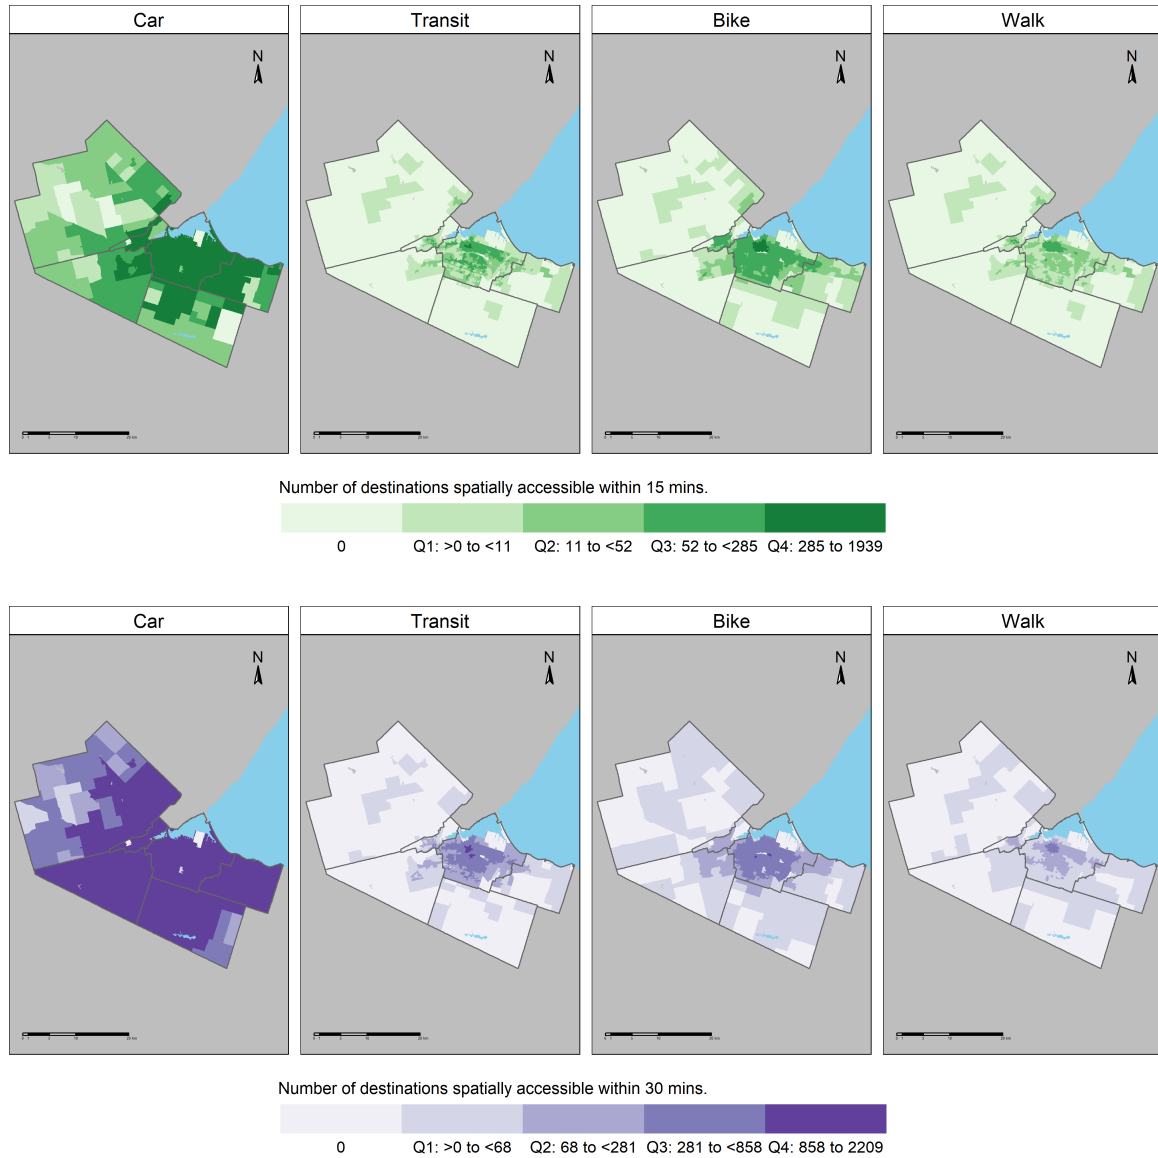 Car Transit Bike Walk
N N N N
Number of destinations spatially accessible within 15 mins.
0 Q1: >0 to <11 Q2: 11 to <52 Q3: 52 to <285 Q4: 285 to 1939
Car Transit Bike Walk
N N N N
Number of destinations spatially accessible within 30 mins.
0 Q1: >0 to <68 Q2: 68 to <281 Q3: 281 to <858 Q4: 858 to 2209